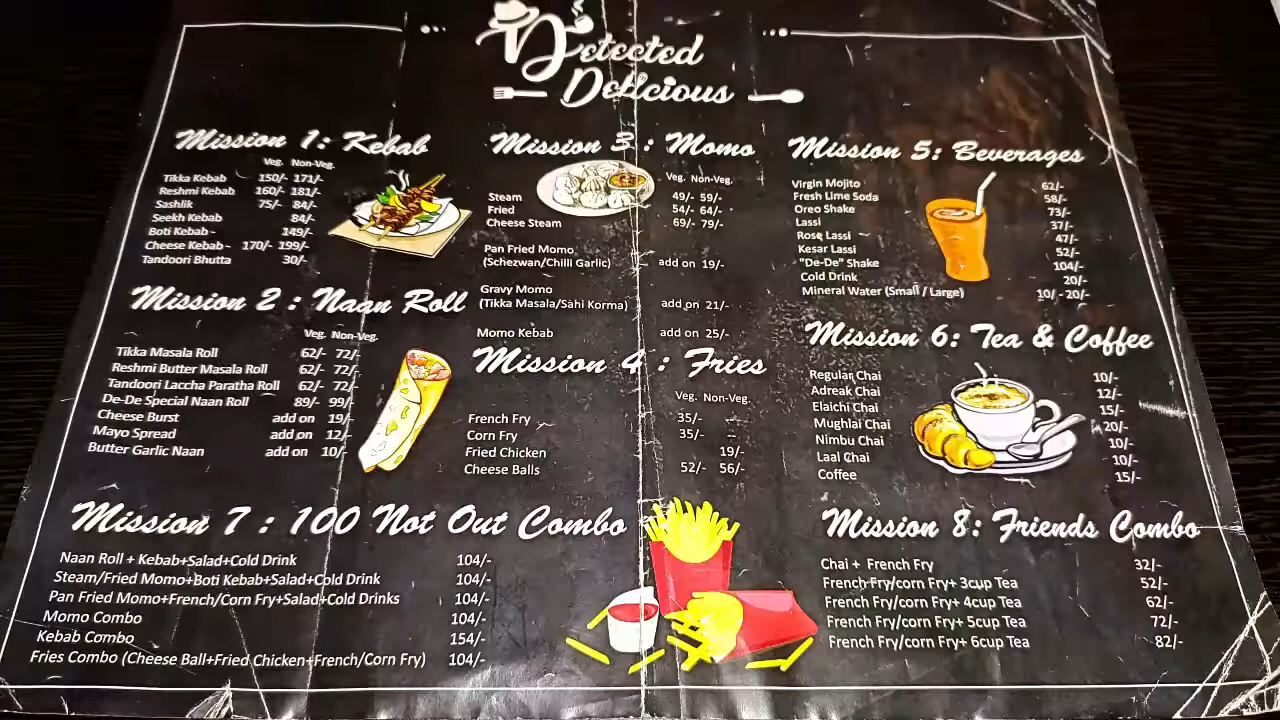 Detected
Delicious
Mission 1: Kebab
Veg. Non-Veg.
Tikka Kebab 150/- 171/-
Reshmi Kebab 160/- 181/-
Sashlik 75/- 84/-
Seekh Kebab 84/-
Boti Kebab - 149/-
Cheese Kebab - 170/- 199/-
Tandoori Bhutta 30/-
Mission 2 : Naan Roll
Veg. Non-Veg.
Tikka Masala Roll 62/- 72/-
Reshmi Butter Masala Roll 62/- 72/-
Tandoori Laccha Paratha Roll 62/- 72/-
De-De Special Naan Roll 89/- 99/-
Cheese Burst add on 19/-
Mayo Spread add on 12/-
Butter Garlic Naan add on 10/-
Mission 3 : Momo
Veg. Non-Veg.
Steam 49/- 59/-
Fried 54/- 64/-
Cheese Steam 69/- 79/-
Pan Fried Momo
(Schezwan/Chilli Garlic) add on 19/-
Gravy Momo
(Tikka Masala/Sahi Korma) add on 21/-
Momo Kebab add on 25/-
Mission 4 : Fries
Veg. Non-Veg.
French Fry 35/- --
Corn Fry 35/- --
Fried Chicken 19/-
Cheese Balls 52/- 56/-
Mission 5: Beverages
Virgin Mojito 62/-
Fresh Lime Soda 58/-
Oreo Shake 73/-
Lassi 37/-
Rose Lassi 47/-
Kesar Lassi 52/-
"De-De" Shake 104/-
Cold Drink 20/-
Mineral Water (Small / Large) 10/- 20/-
Mission 6: Tea & Coffee
Regular Chai 10/-
Adreak Chai 12/-
Elaichi Chai 15/-
Mughlai Chai 20/-
Nimbu Chai 10/-
Laal Chai 10/-
Coffee 15/-
Mission 7 : 100 Not Out Combo
Naan Roll + Kebab+Salad+Cold Drink 104/-
Steam/Fried Momo+Boti Kebab+Salad+Cold Drink 104/-
Pan Fried Momo+French/Corn Fry+Salad+Cold Drinks 104/-
Momo Combo 104/-
Kebab Combo 154/-
Fries Combo (Cheese Ball+Fried Chicken+French/Corn Fry) 104/-
Mission 8: Friends Combo
Chai + French Fry 32/-
French Fry/corn Fry+ 3cup Tea 52/-
French Fry/corn Fry+ 4cup Tea 62/-
French Fry/corn Fry+ 5cup Tea 72/-
French Fry/corn Fry+ 6cup Tea 82/-